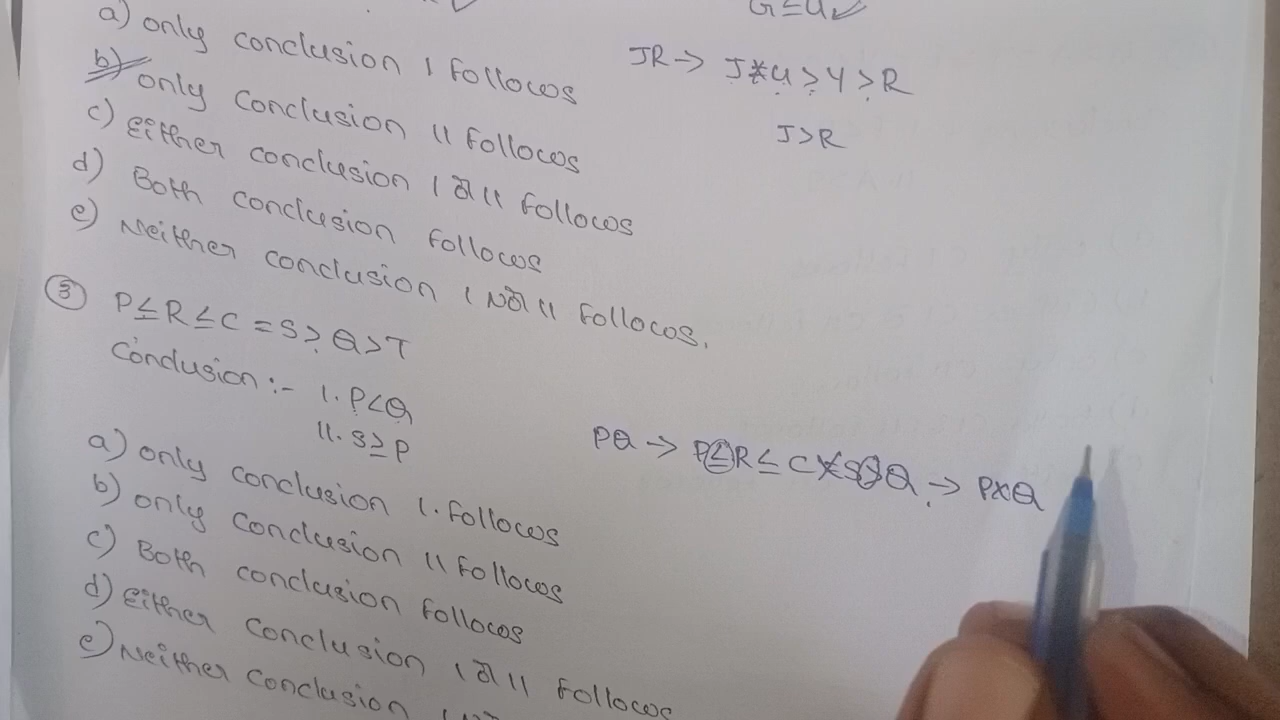 G≤U✓
a) only conclusion I follows
b) only conclusion II follows
c) Either conclusion I or II follows
d) Both conclusion follows
e) Neither conclusion I nor II follows.
JR → J*U>Y>R
J>R
③ P≤R≤C=S>Q>T
Conclusion:- I. P<Q
II. S≥P
a) only conclusion I. follows
b) only conclusion II follows
c) Both conclusion follows
d) Either conclusion I or II follows
e) Neither conclusion I
PQ → P≤R≤C=S>Q → P×Q